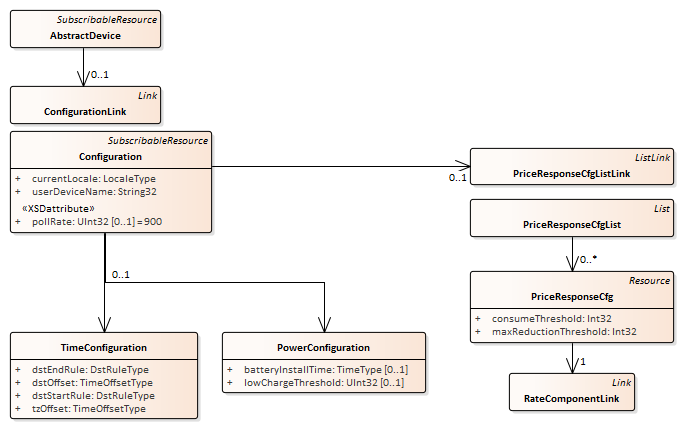 SubscribableResource
AbstractDevice
0..1
Link
ConfigurationLink
SubscribableResource
Configuration
+ currentLocale: LocaleType
+ userDeviceName: String32
«XSDattribute»
+ pollRate: UInt32 [0..1] = 900
0..1
ListLink
PriceResponseCfgListLink
List
PriceResponseCfgList
0..*
Resource
PriceResponseCfg
+ consumeThreshold: Int32
+ maxReductionThreshold: Int32
1
Link
RateComponentLink
0..1
TimeConfiguration
+ dstEndRule: DstRuleType
+ dstOffset: TimeOffsetType
+ dstStartRule: DstRuleType
+ tzOffset: TimeOffsetType
PowerConfiguration
+ batteryInstallTime: TimeType [0..1]
+ lowChargeThreshold: UInt32 [0..1]